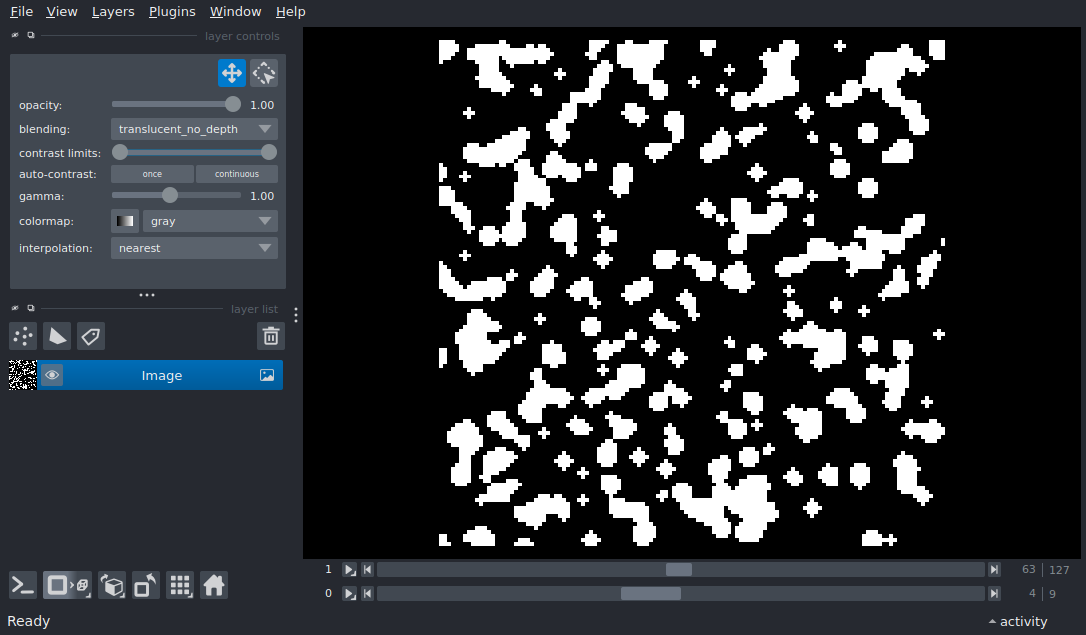 File View Layers Plugins Window Help
layer controls
opacity: 1.00
blending: translucent_no_depth
contrast limits:
auto-contrast: once continuous
gamma: 1.00
colormap: gray
interpolation: nearest
layer list
Image
1 63 127
0 4 9
Ready activity